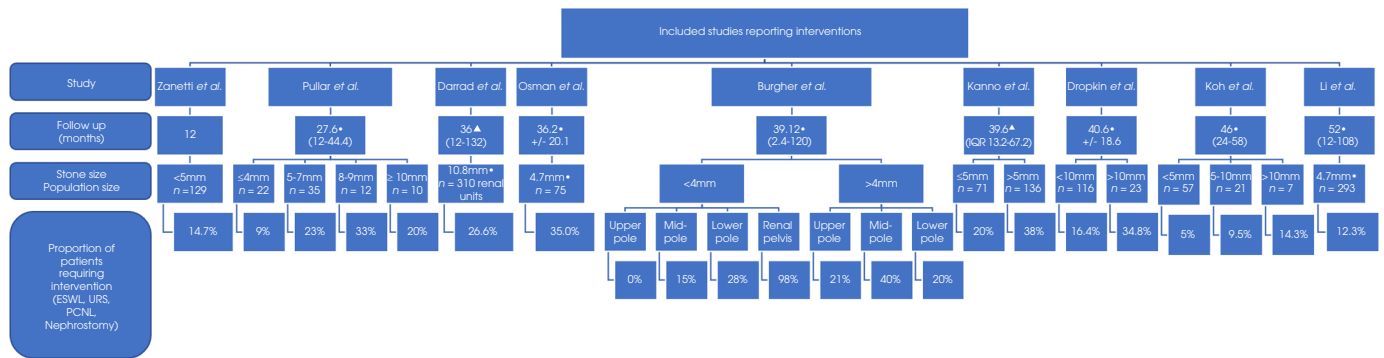 Included studies reporting interventions
Study
Zanetti et al.
Pullar et al.
Darrad et al.
Osman et al.
Burgher et al.
Kanno et al.
Dropkin et al.
Koh et al.
Li et al.
Follow up
(months)
12
27.6•
(12-44.4)
36▲
(12-132)
36.2•
+/- 20.1
39.12•
(2.4-120)
39.6▲
(IQR 13.2-67.2)
40.6•
+/- 18.6
46•
(24-58)
52•
(12-108)
Stone size
Population size
<5mm
n =129
≤4mm
n = 22
5-7mm
n = 35
8-9mm
n = 12
≥ 10mm
n = 10
10.8mm•
n = 310 renal
units
4.7mm•
n = 75
<4mm
>4mm
≤5mm
n = 71
>5mm
n = 136
<10mm
n = 116
>10mm
n = 23
<5mm
n = 57
5-10mm
n = 21
>10mm
n = 7
4.7mm•
n = 293
Upper
pole
Mid-
pole
Lower
pole
Renal
pelvis
Upper
pole
Mid-
pole
Lower
pole
Proportion of
patients
requiring
intervention
(ESWL, URS,
PCNL,
Nephrostomy)
14.7%
9%
23%
33%
20%
26.6%
35.0%
0%
15%
28%
98%
21%
40%
20%
20%
38%
16.4%
34.8%
5%
9.5%
14.3%
12.3%